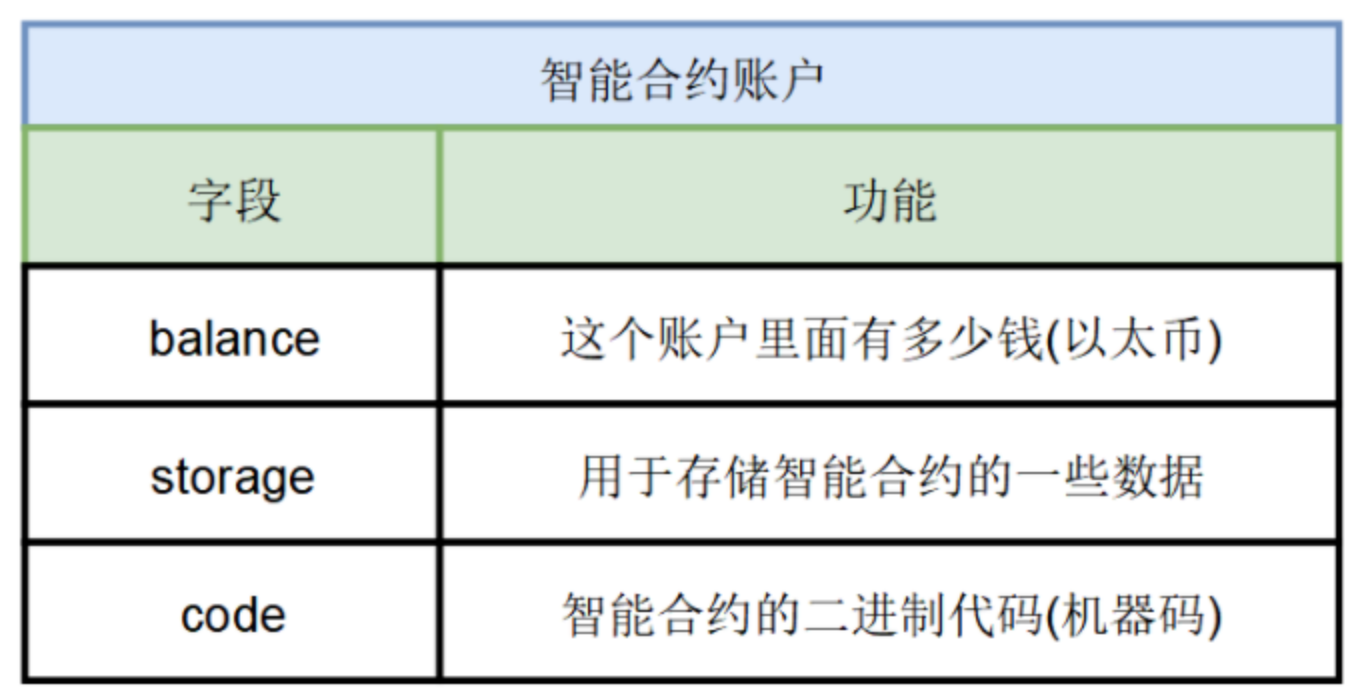 智能合约账户
字段 功能
balance 这个账户里面有多少钱(以太币)
storage 用于存储智能合约的一些数据
code 智能合约的二进制代码(机器码)